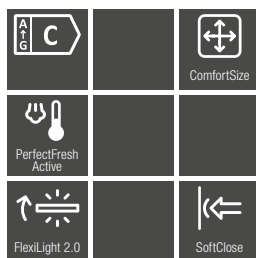 A
↑
G
C
ComfortSize
PerfectFresh
Active
FlexiLight 2.0
SoftClose